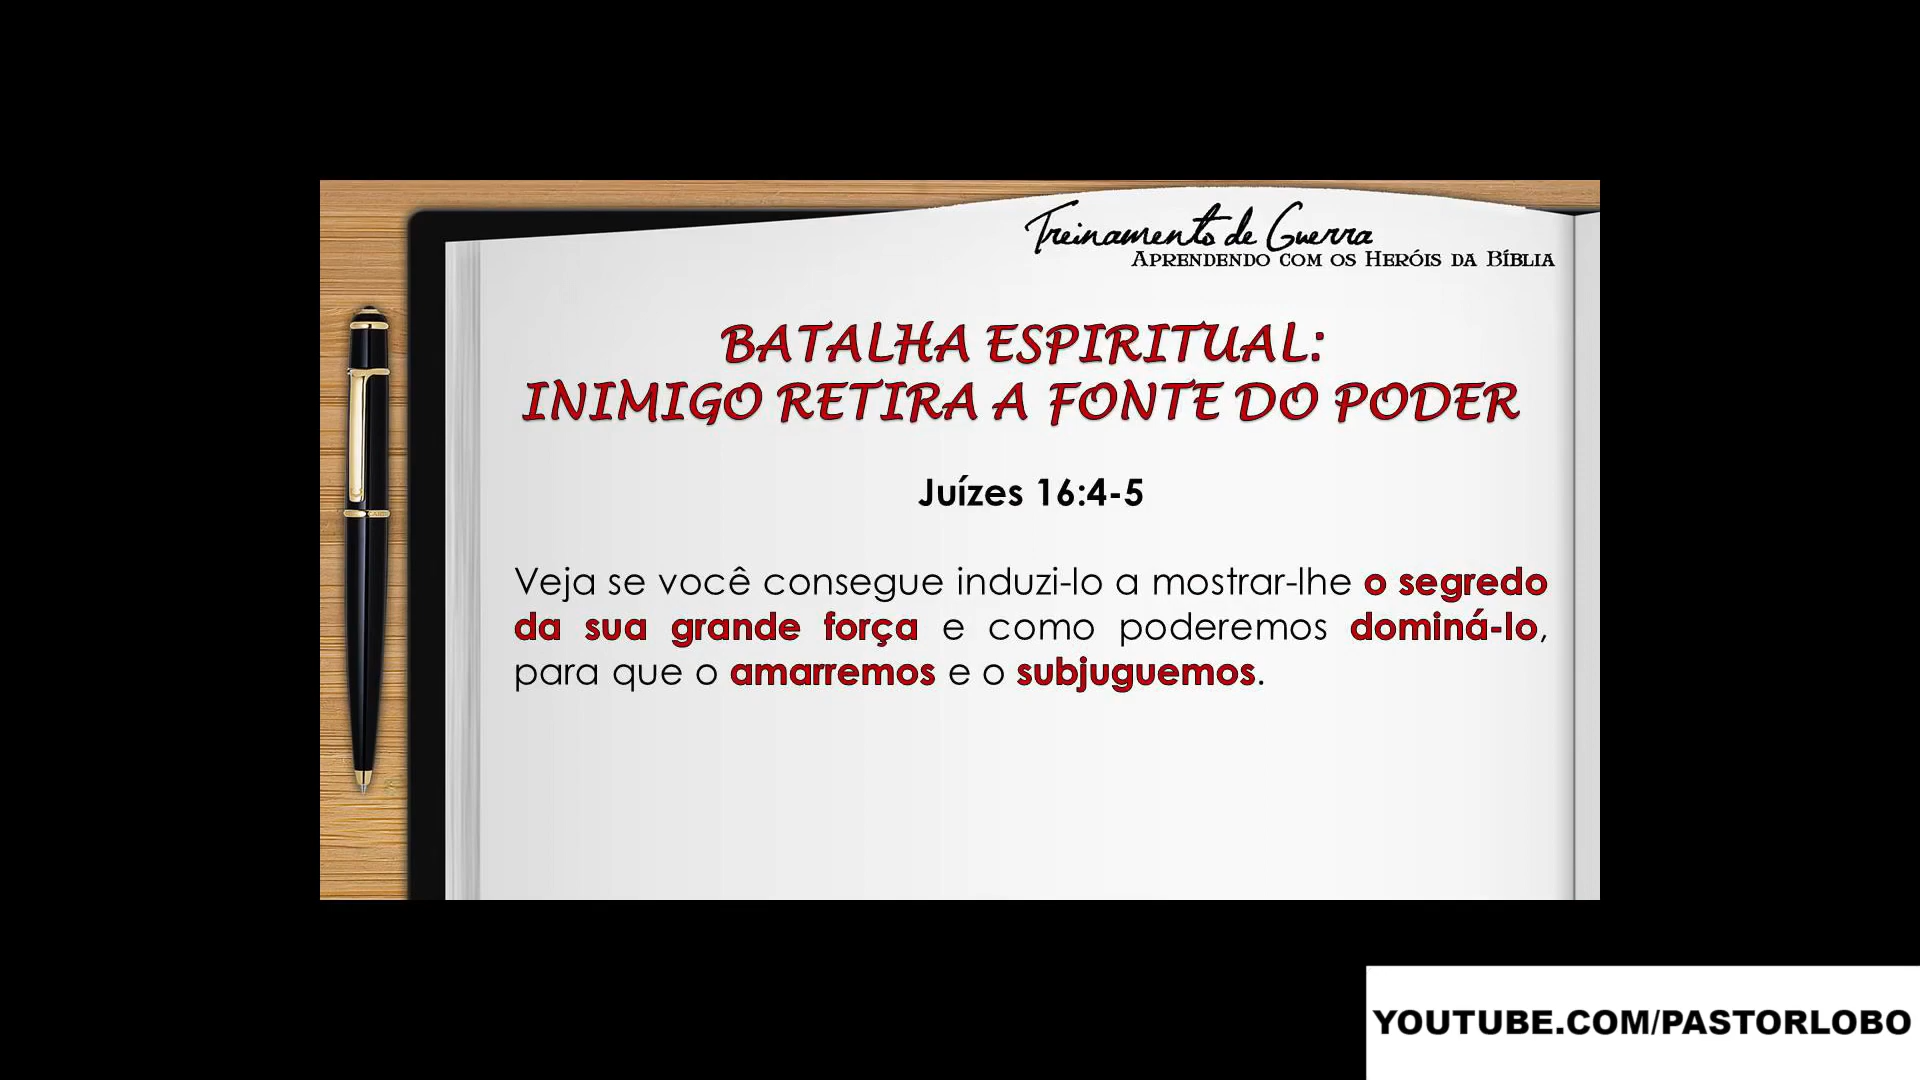 Treinamento de Guerra
Aprendendo com os Heróis da Bíblia
BATALHA ESPIRITUAL:
INIMIGO RETIRA A FONTE DO PODER
Juízes 16:4-5
Veja se você consegue induzi-lo a mostrar-lhe o segredo
da sua grande força e como poderemos dominá-lo,
para que o amarremos e o subjuguemos.
YOUTUBE.COM/PASTORLOBO